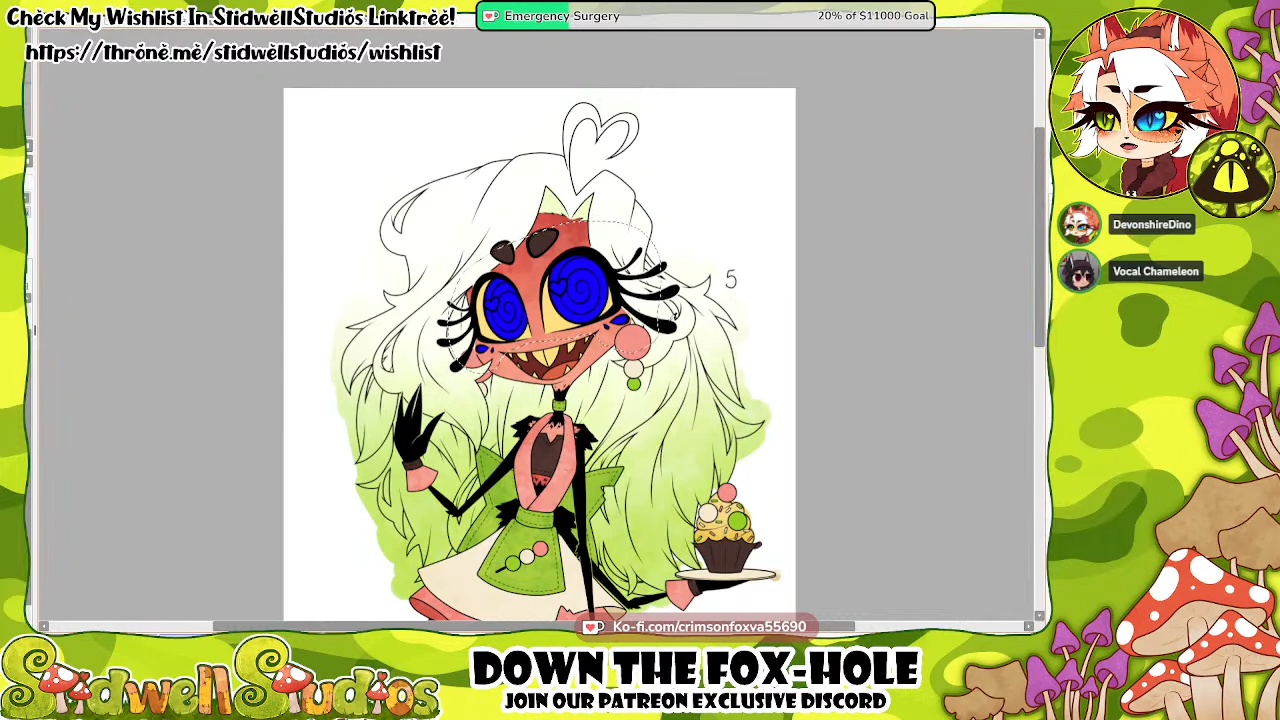 Check My Wishlist In StidwellStudios Linktree!
https://throne.me/stidwellstudios/wishlist
Emergency Surgery
20% of $11000 Goal
DevonshireDino
Vocal Chameleon
5
Ko-fi.com/crimsonfoxva55690
StidwellStudios
DOWN THE FOX-HOLE
JOIN OUR PATREON EXCLUSIVE DISCORD